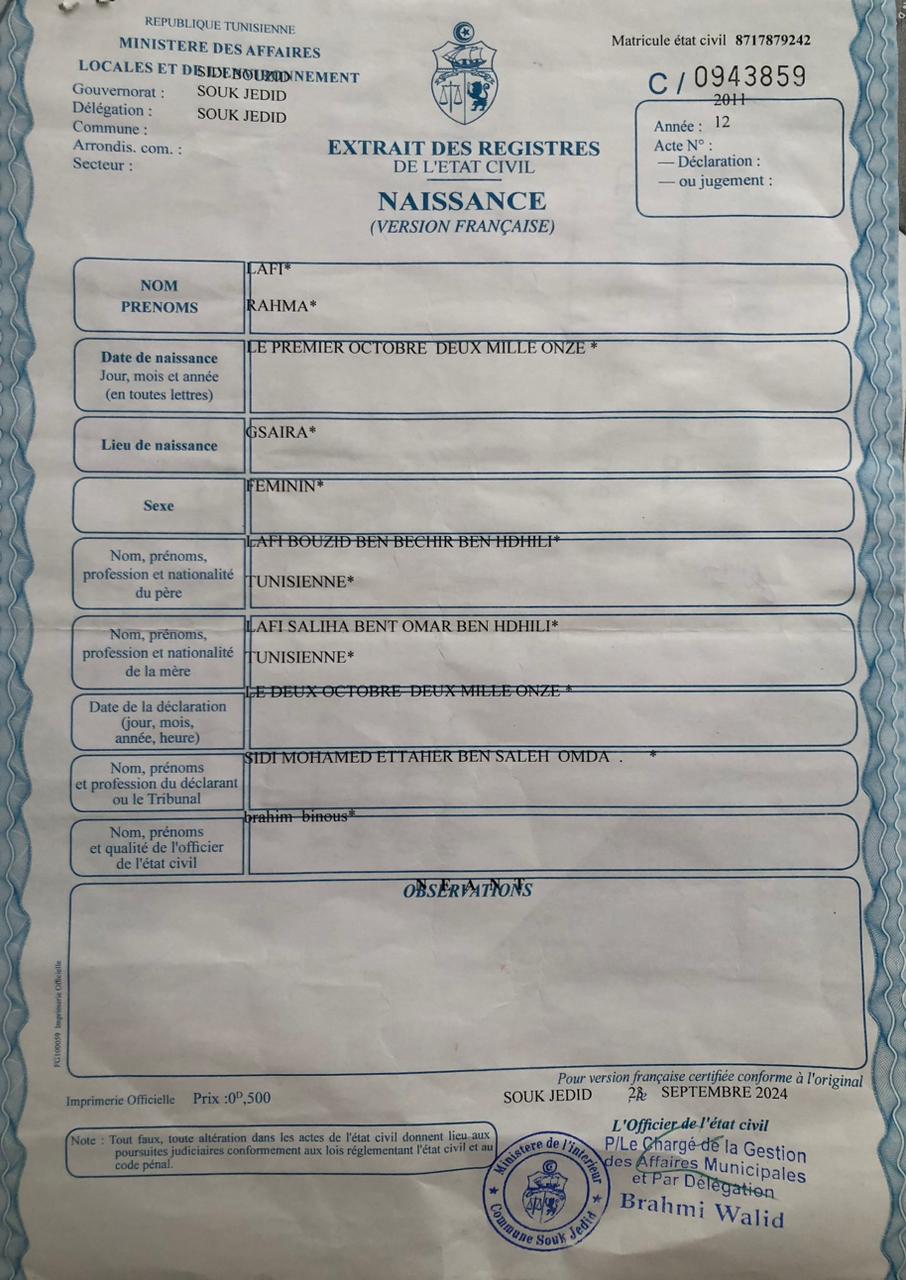 REPUBLIQUE TUNISIENNE
MINISTERE DES AFFAIRES
LOCALES ET DE L'ENVIRONNEMENT
SIDI BOUZID
Gouvernorat : SOUK JEDID
Délégation : SOUK JEDID
Commune :
Arrondis. com. :
Secteur :
Matricule état civil 8717879242
C / 0943859
2011
Année : 12
Acte N° :
— Déclaration :
— ou jugement :
EXTRAIT DES REGISTRES
DE L'ETAT CIVIL
NAISSANCE
(VERSION FRANÇAISE)
NOM
PRENOMS
LAFI*
RAHMA*
Date de naissance
Jour, mois et année
(en toutes lettres)
LE PREMIER OCTOBRE DEUX MILLE ONZE *
Lieu de naissance
GSAIRA*
Sexe
FEMININ*
Nom, prénoms,
profession et nationalité
du père
LAFI BOUZID BEN BECHIR BEN HDHILI*
TUNISIENNE*
Nom, prénoms,
profession et nationalité
de la mère
LAFI SALIHA BENT OMAR BEN HDHILI*
TUNISIENNE*
Date de la déclaration
(jour, mois,
année, heure)
LE DEUX OCTOBRE DEUX MILLE ONZE *
Nom, prénoms
et profession du déclarant
ou le Tribunal
SIDI MOHAMED ETTAHER BEN SALEH OMDA . *
Nom, prénoms
et qualité de l'officier
de l'état civil
brahim binous*
OBSERVATIONS
N E A N T
FG100059 Imprimerie Officielle
Pour version française certifiée conforme à l'original
Imprimerie Officielle Prix :0ᴰ,500
SOUK JEDID SEPTEMBRE 2024
L'Officier de l'état civil
Note : Tout faux, toute altération dans les actes de l'état civil donnent lieu aux
poursuites judiciaires conformement aux lois réglementant l'état civil et au
code pénal.
Ministere de l'interieur
Commune Souk Jedid
P/Le Chargé de la Gestion
des Affaires Municipales
et Par Délégation
Brahmi Walid